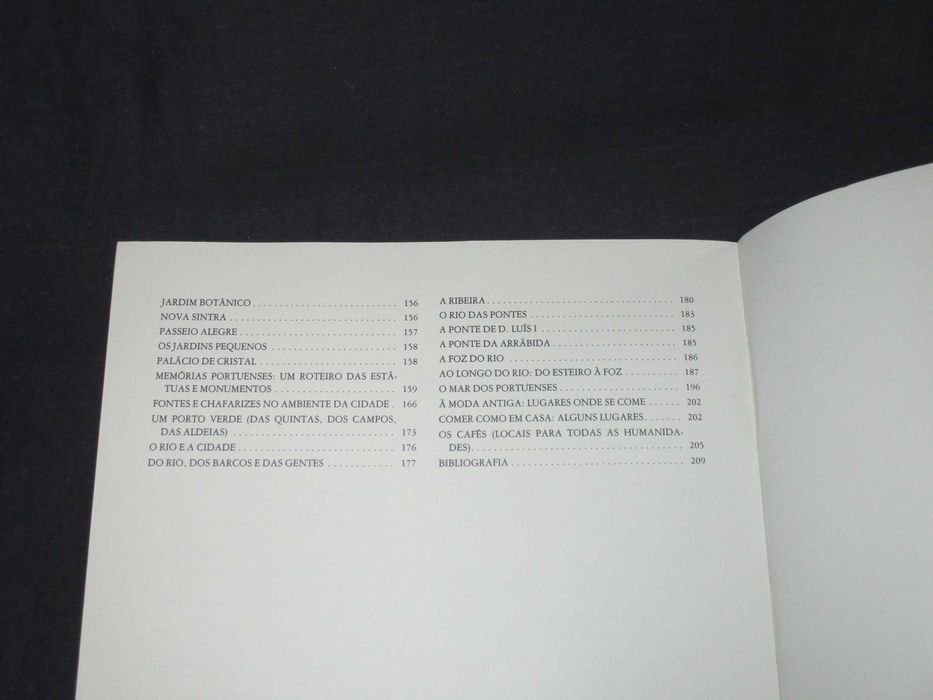 JARDIM BOTÂNICO . . . . . . . . . . . . . . . . . . . . . . . . . . 156
NOVA SINTRA . . . . . . . . . . . . . . . . . . . . . . . . . . . . . . 156
PASSEIO ALEGRE . . . . . . . . . . . . . . . . . . . . . . . . . . . . 157
OS JARDINS PEQUENOS . . . . . . . . . . . . . . . . . . . . . . . 158
PALÁCIO DE CRISTAL . . . . . . . . . . . . . . . . . . . . . . . . . 158
MEMÓRIAS PORTUENSES: UM ROTEIRO DAS ESTÁ-
TUAS E MONUMENTOS . . . . . . . . . . . . . . . . . . . . . . 159
FONTES E CHAFARIZES NO AMBIENTE DA CIDADE . 166
UM PORTO VERDE (DAS QUINTAS, DOS CAMPOS,
DAS ALDEIAS) . . . . . . . . . . . . . . . . . . . . . . . . . . . . . 173
O RIO E A CIDADE . . . . . . . . . . . . . . . . . . . . . . . . . . . . 176
DO RIO, DOS BARCOS E DAS GENTES . . . . . . . . . . . . 177
A RIBEIRA . . . . . . . . . . . . . . . . . . . . . . . . . . . . . . . . . . 180
O RIO DAS PONTES . . . . . . . . . . . . . . . . . . . . . . . . . . . 183
A PONTE DE D. LUÍS I . . . . . . . . . . . . . . . . . . . . . . . . . 185
A PONTE DA ARRÁBIDA . . . . . . . . . . . . . . . . . . . . . . . 185
A FOZ DO RIO . . . . . . . . . . . . . . . . . . . . . . . . . . . . . . . 186
AO LONGO DO RIO: DO ESTEIRO À FOZ . . . . . . . . . . 187
O MAR DOS PORTUENSES . . . . . . . . . . . . . . . . . . . . . . 196
À MODA ANTIGA: LUGARES ONDE SE COME . . . . . . 202
COMER COMO EM CASA: ALGUNS LUGARES . . . . . . . 202
OS CAFÉS (LOCAIS PARA TODAS AS HUMANIDA-
DES) . . . . . . . . . . . . . . . . . . . . . . . . . . . . . . . . . . . . . . . 205
BIBLIOGRAFIA . . . . . . . . . . . . . . . . . . . . . . . . . . . . . . . . 209